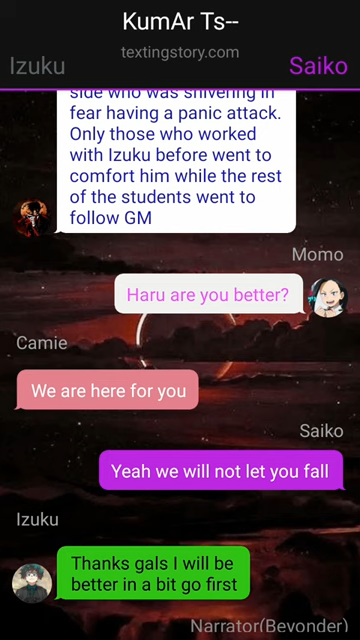 KumAr Ts--
textingstory.com
Izuku
Saiko
side who was shivering in
fear having a panic attack.
Only those who worked
with Izuku before went to
comfort him while the rest
of the students went to
follow GM
Momo
Haru are you better?
Camie
We are here for you
Saiko
Yeah we will not let you fall
Izuku
Thanks gals I will be
better in a bit go first
Narrator(Beyonder)